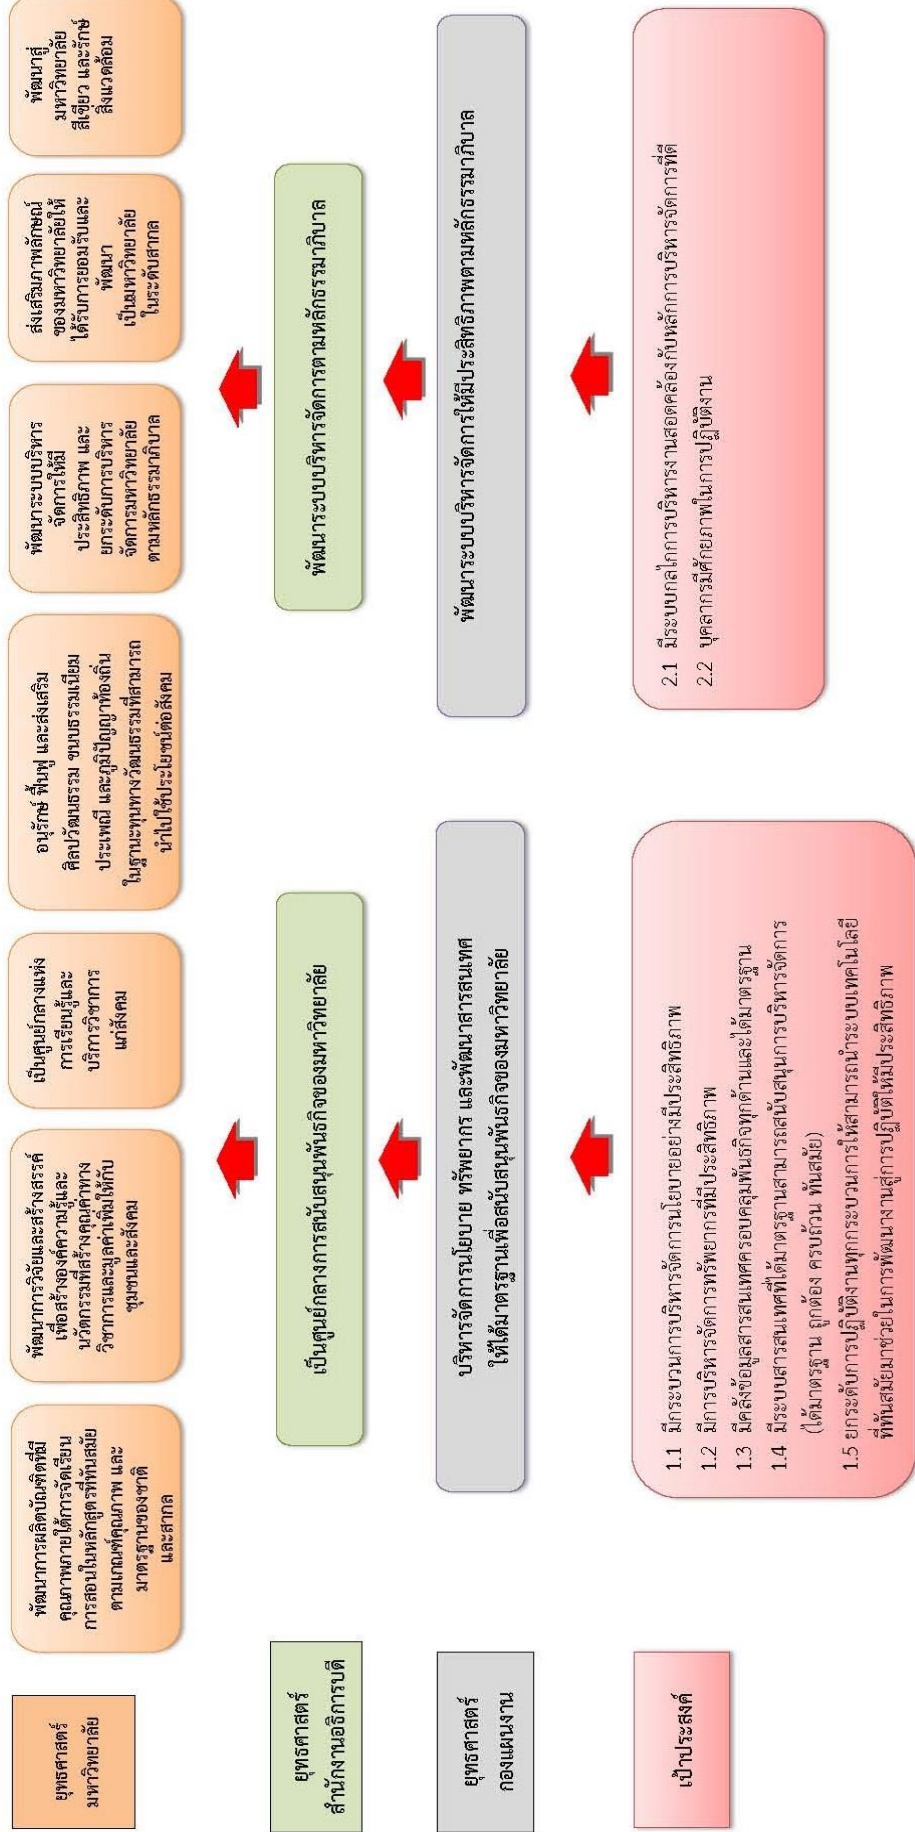 ยุทธศาสตร์
มหาวิทยาลัย
พัฒนาการผลิตบัณฑิตที่มี
คุณภาพภายใต้การจัดเรียน
การสอนในหลักสูตรที่ทันสมัย
ตามเกณฑ์คุณภาพ และ
มาตรฐานของชาติ
และสากล
พัฒนาการวิจัยและสร้างสรรค์
เพื่อสร้างองค์ความรู้และ
นวัตกรรมที่สร้างคุณค่าทาง
วิชาการและมูลค่าเพิ่มให้กับ
ชุมชนและสังคม
เป็นศูนย์กลางแห่ง
การเรียนรู้และ
บริการวิชาการ
แก่สังคม
อนุรักษ์ ฟื้นฟู และส่งเสริม
ศิลปวัฒนธรรม ขนบธรรมเนียม
ประเพณี และภูมิปัญญาท้องถิ่น
ในฐานะทุนทางวัฒนธรรมที่สามารถ
นำไปใช้ประโยชน์ต่อสังคม
พัฒนาระบบบริหาร
จัดการให้มี
ประสิทธิภาพ และ
ยกระดับการบริหาร
จัดการมหาวิทยาลัย
ตามหลักธรรมาภิบาล
ส่งเสริมภาพลักษณ์
ของมหาวิทยาลัยให้
ได้รับการยอมรับและ
พัฒนา
เป็นมหาวิทยาลัย
ในระดับสากล
พัฒนาสู่
มหาวิทยาลัย
สีเขียว และรักษ์
สิ่งแวดล้อม
ยุทธศาสตร์
สำนักงานอธิการบดี
เป็นศูนย์กลางการสนับสนุนพันธกิจของมหาวิทยาลัย
พัฒนาระบบบริหารจัดการตามหลักธรรมาภิบาล
ยุทธศาสตร์
กองแผนงาน
บริหารจัดการนโยบาย ทรัพยากร และพัฒนาสารสนเทศ
ให้ได้มาตรฐานเพื่อสนับสนุนพันธกิจของมหาวิทยาลัย
พัฒนาระบบบริหารจัดการให้มีประสิทธิภาพตามหลักธรรมาภิบาล
เป้าประสงค์
1.1 มีกระบวนการบริหารจัดการนโยบายอย่างมีประสิทธิภาพ
1.2 มีการบริหารจัดการทรัพยากรที่มีประสิทธิภาพ
1.3 มีคลังข้อมูลสารสนเทศครอบคลุมพันธกิจทุกด้านและได้มาตรฐาน
1.4 มีระบบสารสนเทศที่ได้มาตรฐานสามารถสนับสนุนการบริหารจัดการ
(ได้มาตรฐาน ถูกต้อง ครบถ้วน ทันสมัย)
1.5 ยกระดับการปฏิบัติงานทุกกระบวนการให้สามารถนำระบบเทคโนโลยี
ที่ทันสมัยมาช่วยในการพัฒนางานสู่การปฏิบัติให้มีประสิทธิภาพ
2.1 มีระบบกลไกการบริหารงานสอดคล้องกับหลักการบริหารจัดการที่ดี
2.2 บุคลากรมีศักยภาพในการปฏิบัติงาน